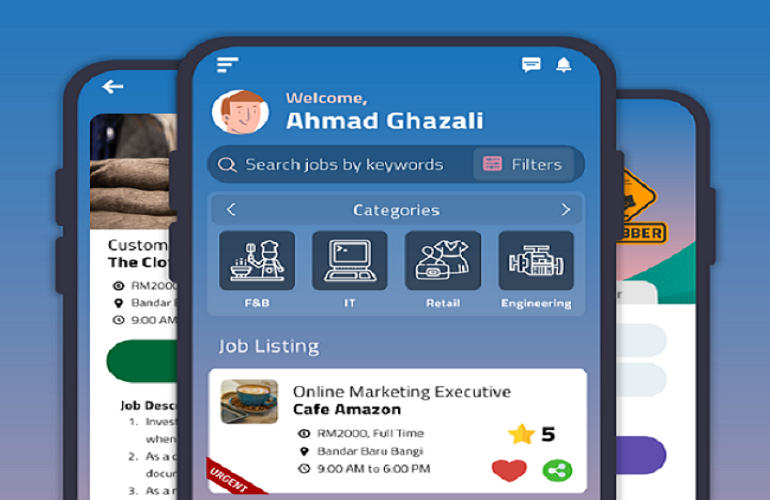 Welcome,
Ahmad Ghazali
Search jobs by keywords
Filters
Categories
F&B
IT
Retail
Engineering
Job Listing
Online Marketing Executive
Cafe Amazon
RM2000, Full Time
Bandar Baru Bangi
9:00 AM to 6:00 PM
5
URGENT
Custom
The Clo
RM2000
Bandar
9:00 AM
Job Desc
1. Invest
when
2. As a c
docun
3. As a r
BBER
r